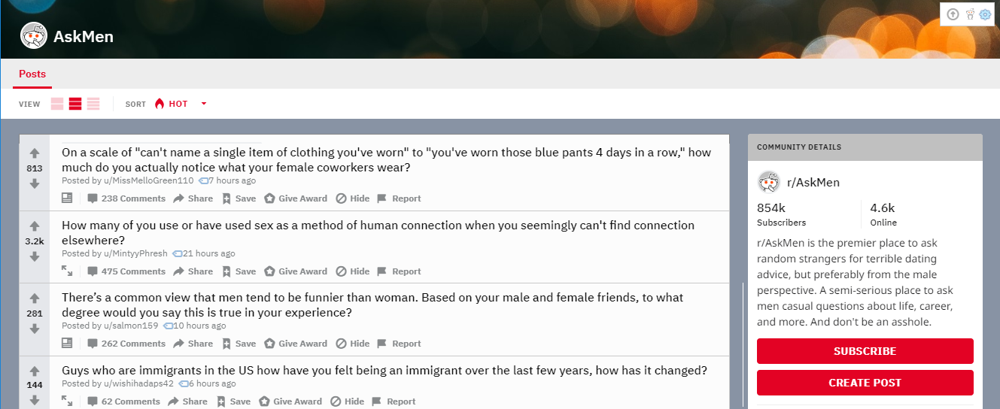 AskMen
Posts
VIEW SORT HOT
On a scale of "can't name a single item of clothing you've worn" to "you've worn those blue pants 4 days in a row," how
much do you actually notice what your female coworkers wear?
813
Posted by u/MissMelloGreen110 7 hours ago
238 Comments Share Save Give Award Hide Report
How many of you use or have used sex as a method of human connection when you seemingly can't find connection
elsewhere?
3.2k
Posted by u/MintyyPhresh 21 hours ago
475 Comments Share Save Give Award Hide Report
There’s a common view that men tend to be funnier than woman. Based on your male and female friends, to what
degree would you say this is true in your experience?
281
Posted by u/salmon159 10 hours ago
262 Comments Share Save Give Award Hide Report
Guys who are immigrants in the US how have you felt being an immigrant over the last few years, how has it changed?
144
Posted by u/wishihadaps42 6 hours ago
62 Comments Share Save Give Award Hide Report
COMMUNITY DETAILS
r/AskMen
854k 4.6k
Subscribers Online
r/AskMen is the premier place to ask
random strangers for terrible dating
advice, but preferably from the male
perspective. A semi-serious place to ask
men casual questions about life, career,
and more. And don't be an asshole.
SUBSCRIBE
CREATE POST